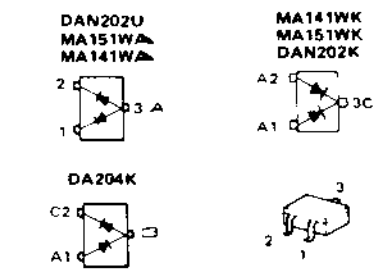 DAN202U
MA151WA
MA141WA
2
3 A
1
MA141WK
MA151WK
DAN202K
A2
3C
A1
DA204K
C2
A1
3
2
1